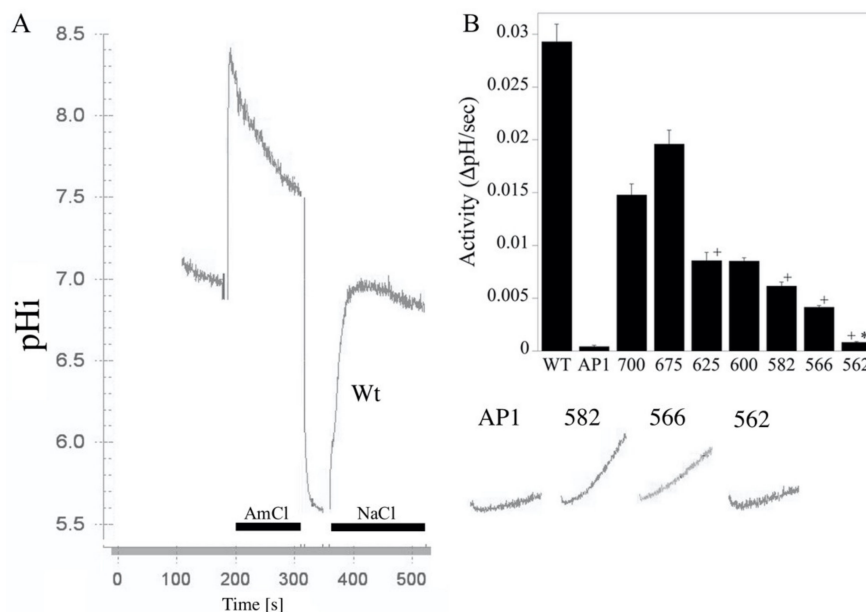 A
8.5
8.0
7.5
7.0
6.5
6.0
5.5
pHi
Wt
AmCl
NaCl
0
100
200
300
400
500
Time [s]
B
0.03
0.025
0.02
0.015
0.01
0.005
0
Activity (ΔpH/sec)
+
+
+
+ *
WT AP1 700 675 625 600 582 566 562
AP1 582 566 562